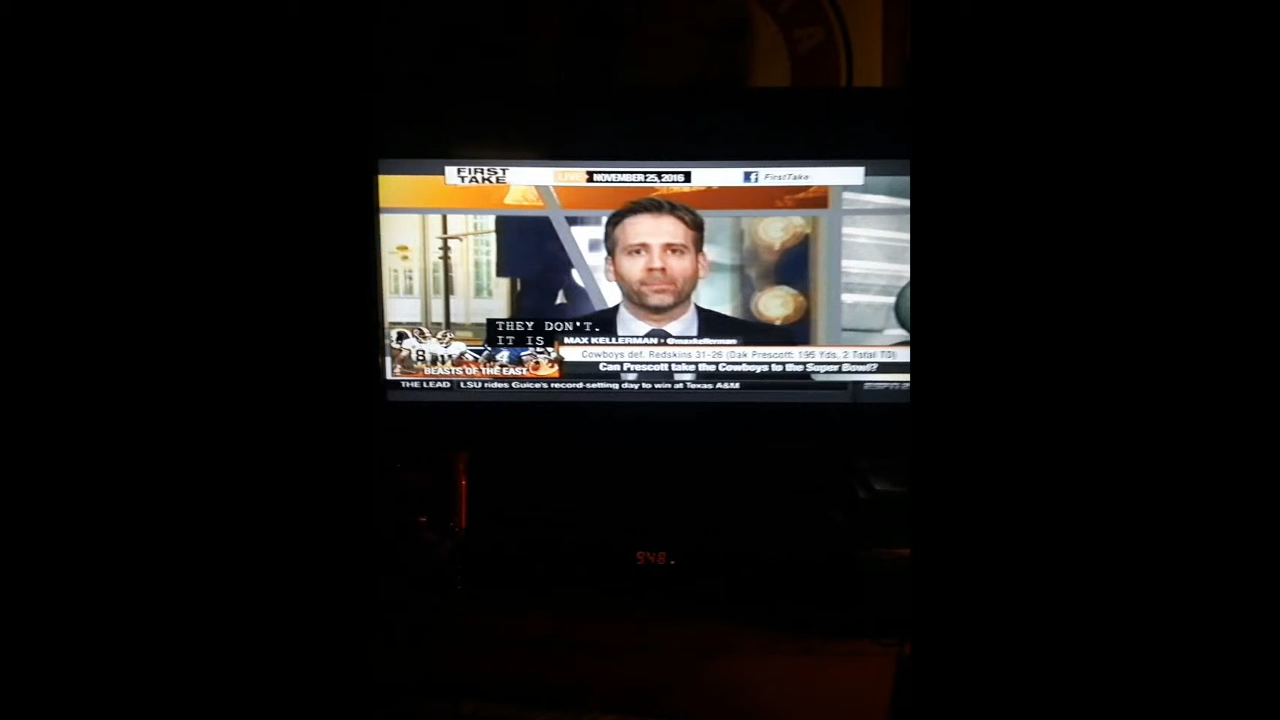 FIRST
TAKE
LIVE
NOVEMBER 25, 2016
FirstTake
THEY DON'T.
IT IS
MAX KELLERMAN • @maxkellerman
Cowboys def. Redskins 31-26 (Dak Prescott: 195 Yds, 2 Total TD)
Can Prescott take the Cowboys to the Super Bowl?
BEASTS OF THE EAST
THE LEAD
LSU rides Guice's record-setting day to win at Texas A&M
9:48